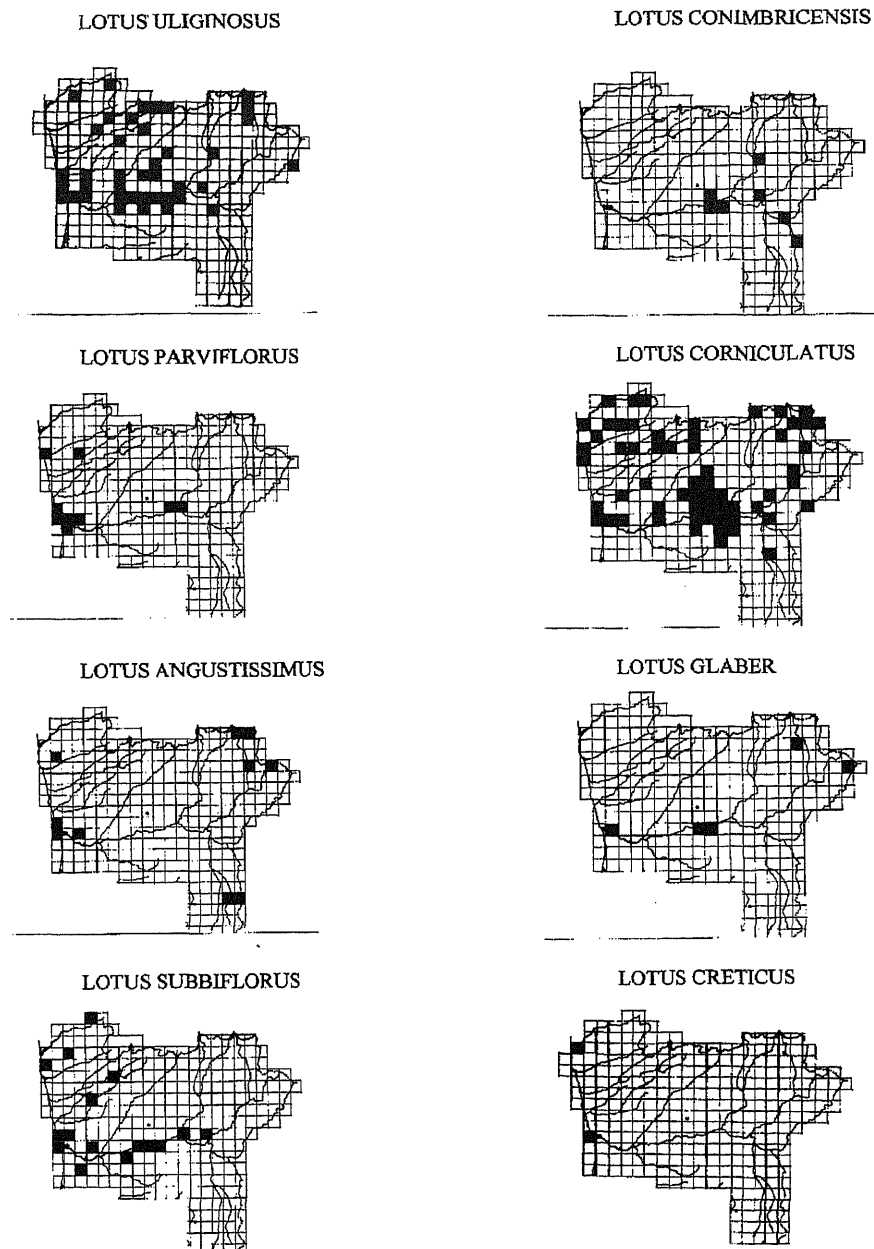 LOTUS ULIGINOSUS
LOTUS CONIMBRICENSIS
LOTUS PARVIFLORUS
LOTUS CORNICULATUS
LOTUS ANGUSTISSIMUS
LOTUS GLABER
LOTUS SUBBIFLORUS
LOTUS CRETICUS